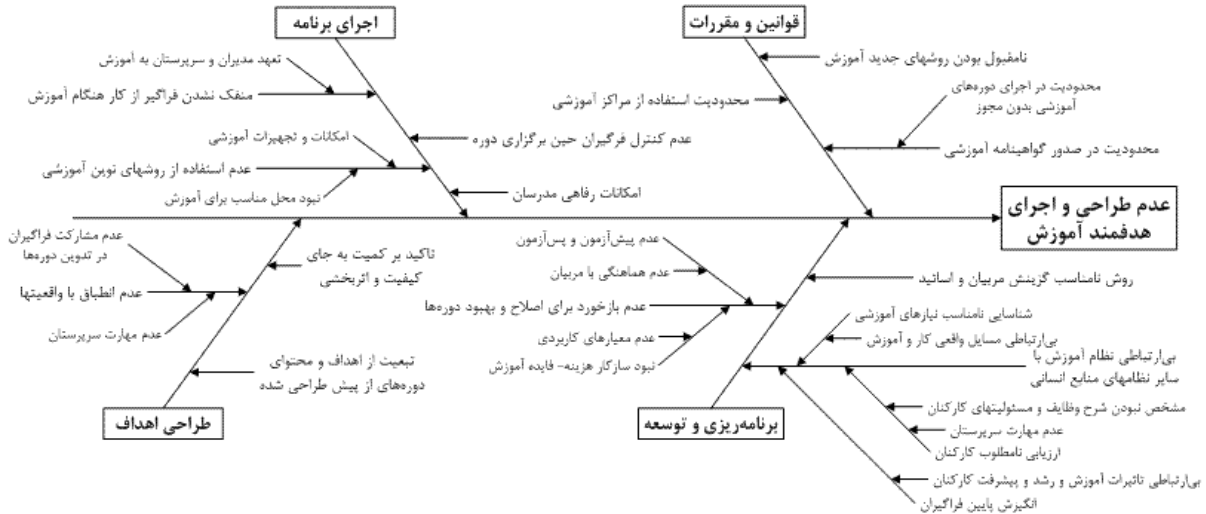 قوانین و مقررات
نامقبول بودن روشهای جدید آموزش
محدودیت استفاده از مراکز آموزشی
محدودیت در اجرای دوره‌های
آموزشی بدون مجوز
محدودیت در صدور گواهینامه آموزشی
اجرای برنامه
تعهد مدیران و سرپرستان به آموزش
منفک نشدن فراگیر از کار هنگام آموزش
عدم کنترل فرگیران حین برگزاری دوره
امکانات و تجهیزات آموزشی
عدم استفاده از روشهای نوین آموزشی
نبود محل مناسب برای آموزش
امکانات رفاهی مدرسان
عدم طراحی و اجرای
هدفمند آموزش
روش نامناسب گزینش مربیان و اساتید
عدم پیش‌آزمون و پس‌آزمون
عدم هماهنگی با مربیان
عدم بازخورد برای اصلاح و بهبود دوره‌ها
عدم معیارهای کاربردی
نبود سازکار هزینه- فایده آموزش
شناسایی نامناسب نیازهای آموزشی
بی‌ارتباطی مسایل واقعی کار و آموزش
بی‌ارتباطی نظام آموزش با
سایر نظامهای منابع انسانی
مشخص نبودن شرح وظایف و مسئولیتهای کارکنان
عدم مهارت سرپرستان
ارزیابی نامطلوب کارکنان
بی‌ارتباطی تاثیرات آموزش و رشد و پیشرفت کارکنان
انگیزش پایین فراگیران
برنامه‌ریزی و توسعه
تاکید بر کمیت به جای
کیفیت و اثربخشی
عدم مشارکت فراگیران
در تدوین دوره‌ها
عدم انطباق با واقعیتها
عدم مهارت سرپرستان
تبعیت از اهداف و محتوای
دوره‌های از پیش طراحی شده
طراحی اهداف